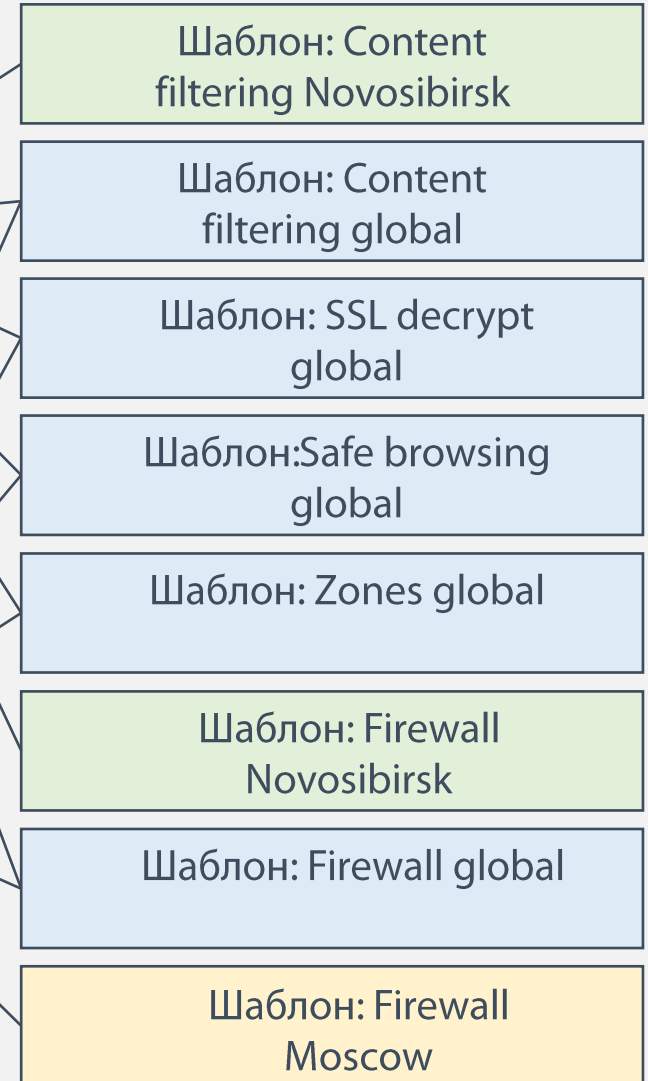 Шаблон: Content
filtering Novosibirsk
Шаблон: Content
filtering global
Шаблон: SSL decrypt
global
Шаблон:Safe browsing
global
Шаблон: Zones global
Шаблон: Firewall
Novosibirsk
Шаблон: Firewall global
Шаблон: Firewall
Moscow